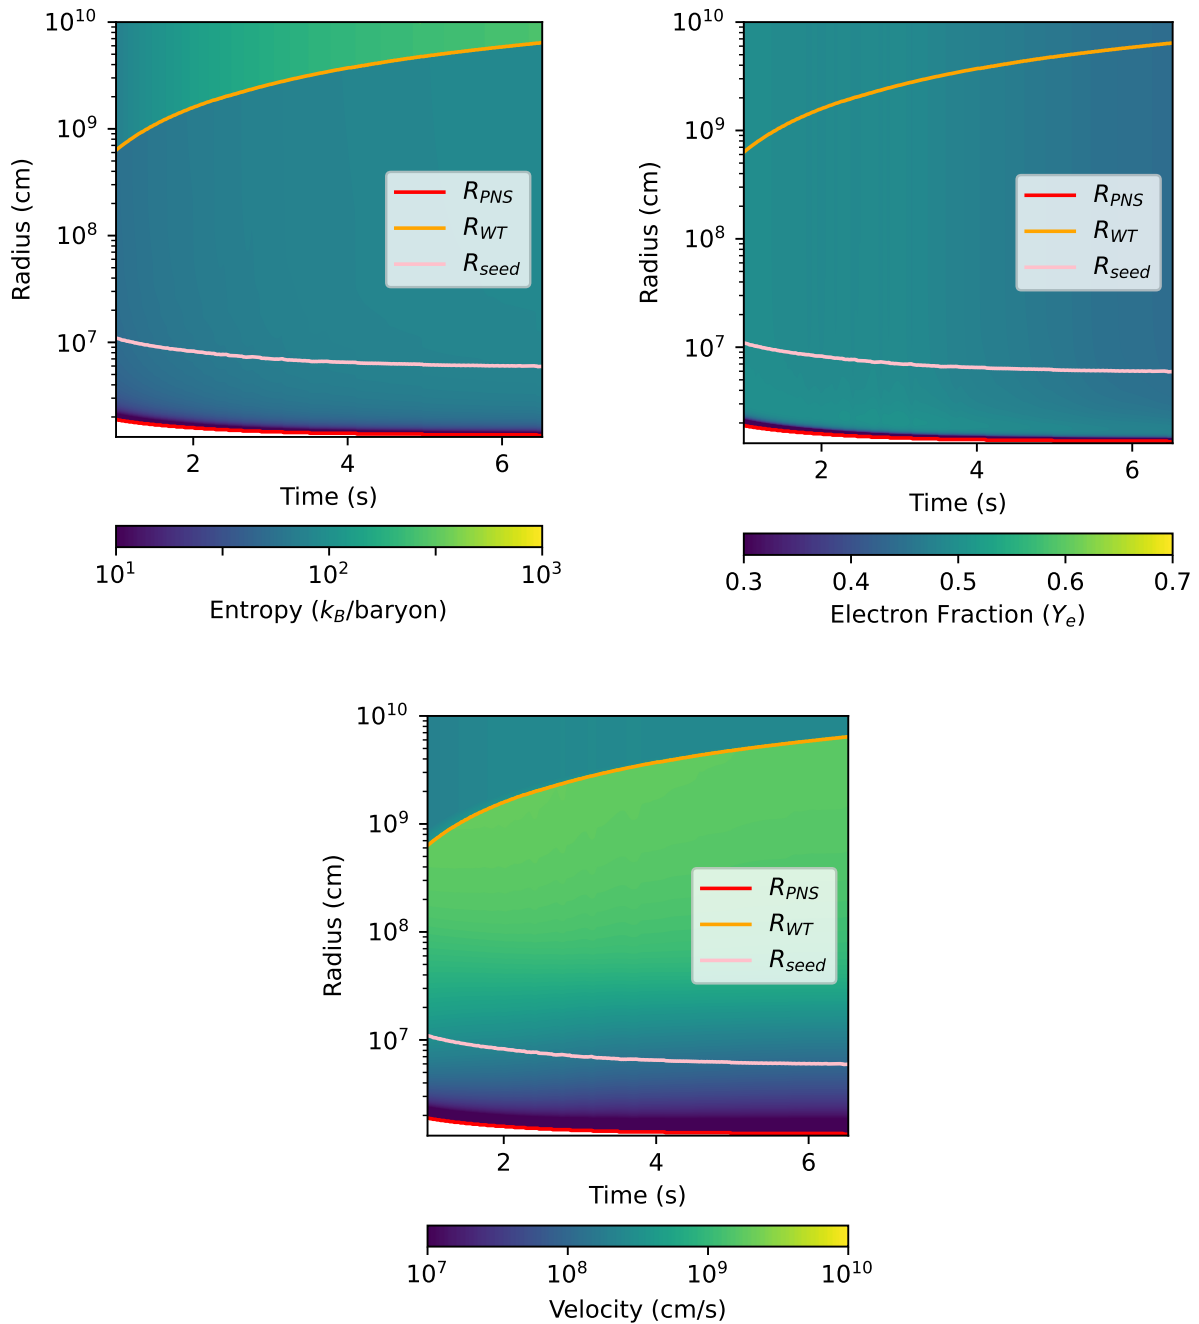 10^10
10^9
10^8
10^7
Radius (cm)
R_PNS
R_WT
R_seed
2 4 6
Time (s)
10^1 10^2 10^3
Entropy (k_B/baryon)
10^10
10^9
10^8
10^7
Radius (cm)
R_PNS
R_WT
R_seed
2 4 6
Time (s)
0.3 0.4 0.5 0.6 0.7
Electron Fraction (Y_e)
10^10
10^9
10^8
10^7
Radius (cm)
R_PNS
R_WT
R_seed
2 4 6
Time (s)
10^7 10^8 10^9 10^10
Velocity (cm/s)